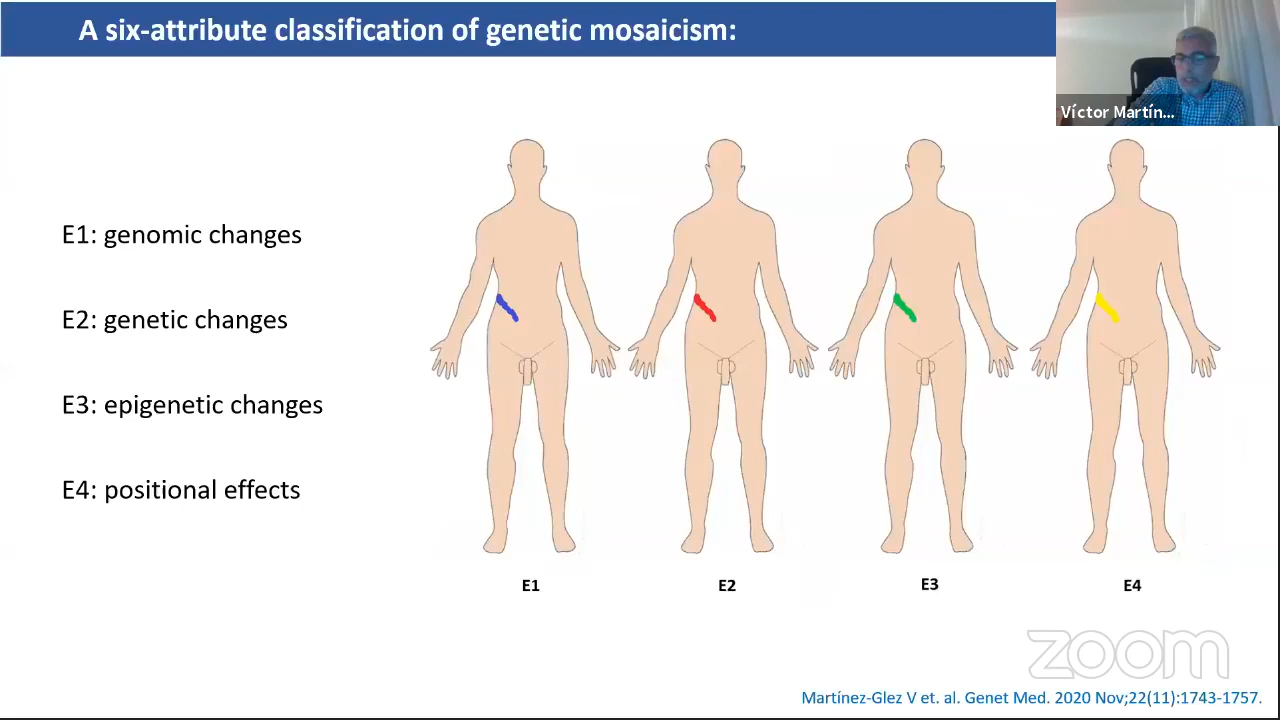 A six-attribute classification of genetic mosaicism:
Víctor Martín...
E1: genomic changes
E2: genetic changes
E3: epigenetic changes
E4: positional effects
E1
E2
E3
E4
zoom
Martínez-Glez V et. al. Genet Med. 2020 Nov;22(11):1743-1757.